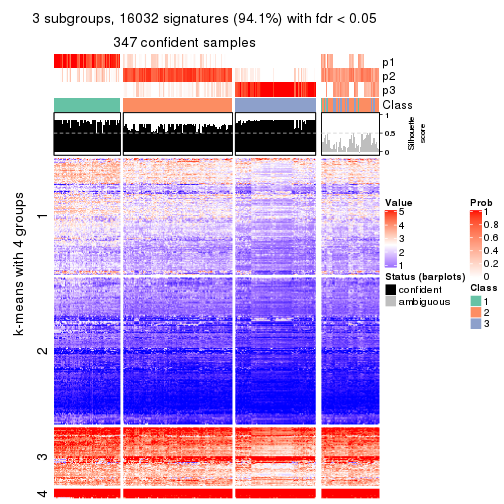 3 subgroups, 16032 signatures (94.1%) with fdr < 0.05
347 confident samples
p1
p2
p3
Class
1
0.5
0
Silhouette
score
k-means with 4 groups
1
2
3
4
Value
5
4
3
2
1
Status (barplots)
confident
ambiguous
Prob
1
0.8
0.6
0.4
0.2
0
Class
1
2
3